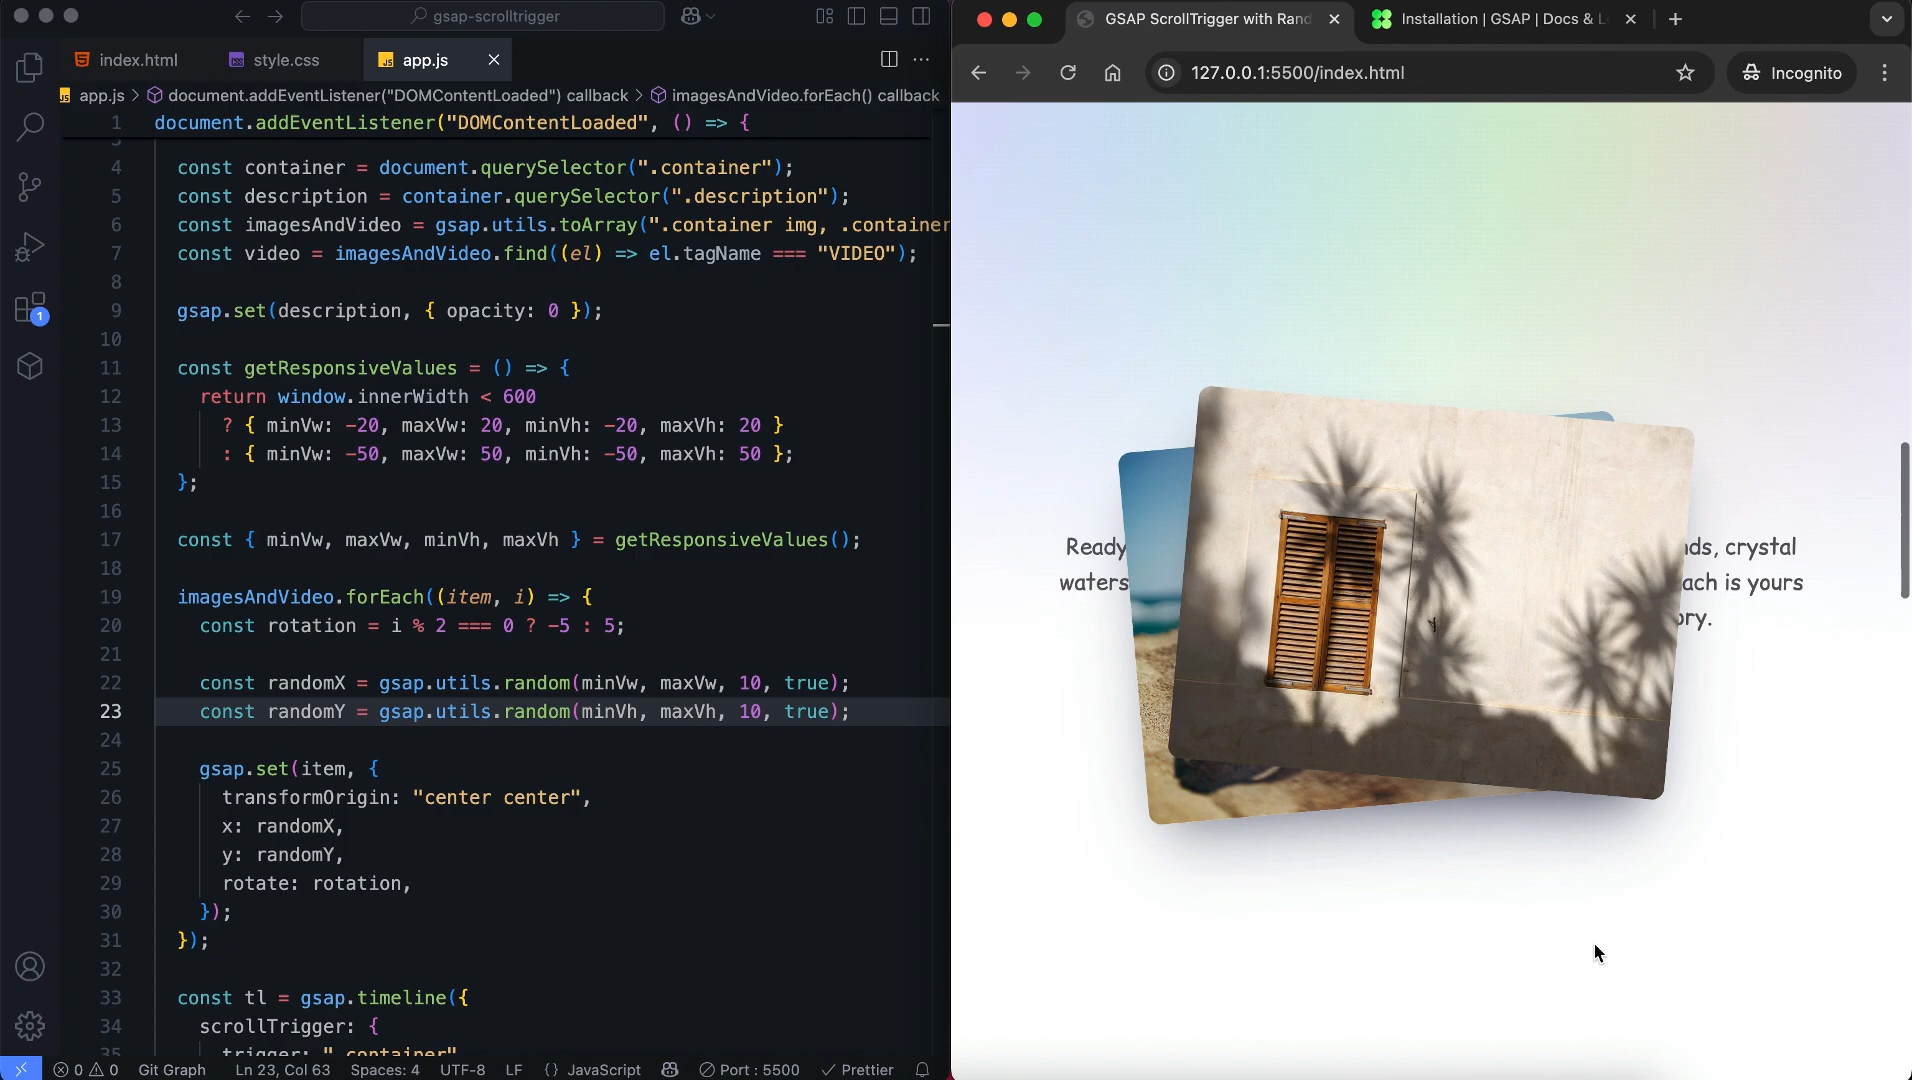 gsap-scrolltrigger
index.html
style.css
JS app.js
JS app.js > document.addEventListener("DOMContentLoaded") callback > imagesAndVideo.forEach() callback
1 document.addEventListener("DOMContentLoaded", () => {
3
4 const container = document.querySelector(".container");
5 const description = container.querySelector(".description");
6 const imagesAndVideo = gsap.utils.toArray(".container img, .container
7 const video = imagesAndVideo.find((el) => el.tagName === "VIDEO");
8
9 gsap.set(description, { opacity: 0 });
10
11 const getResponsiveValues = () => {
12 return window.innerWidth < 600
13 ? { minVw: -20, maxVw: 20, minVh: -20, maxVh: 20 }
14 : { minVw: -50, maxVw: 50, minVh: -50, maxVh: 50 };
15 };
16
17 const { minVw, maxVw, minVh, maxVh } = getResponsiveValues();
18
19 imagesAndVideo.forEach((item, i) => {
20 const rotation = i % 2 === 0 ? -5 : 5;
21
22 const randomX = gsap.utils.random(minVw, maxVw, 10, true);
23 const randomY = gsap.utils.random(minVh, maxVh, 10, true);
24
25 gsap.set(item, {
26 transformOrigin: "center center",
27 x: randomX,
28 y: randomY,
29 rotate: rotation,
30 });
31 });
32
33 const tl = gsap.timeline({
34 scrollTrigger: {
35 trigger: ".container"
1
0 0 Git Graph Ln 23, Col 63 Spaces: 4 UTF-8 LF {} JavaScript Port : 5500 Prettier
GSAP ScrollTrigger with Rand
Installation | GSAP | Docs & L
127.0.0.1:5500/index.html
Incognito
Ready nds, crystal
waters ach is yours
ory.